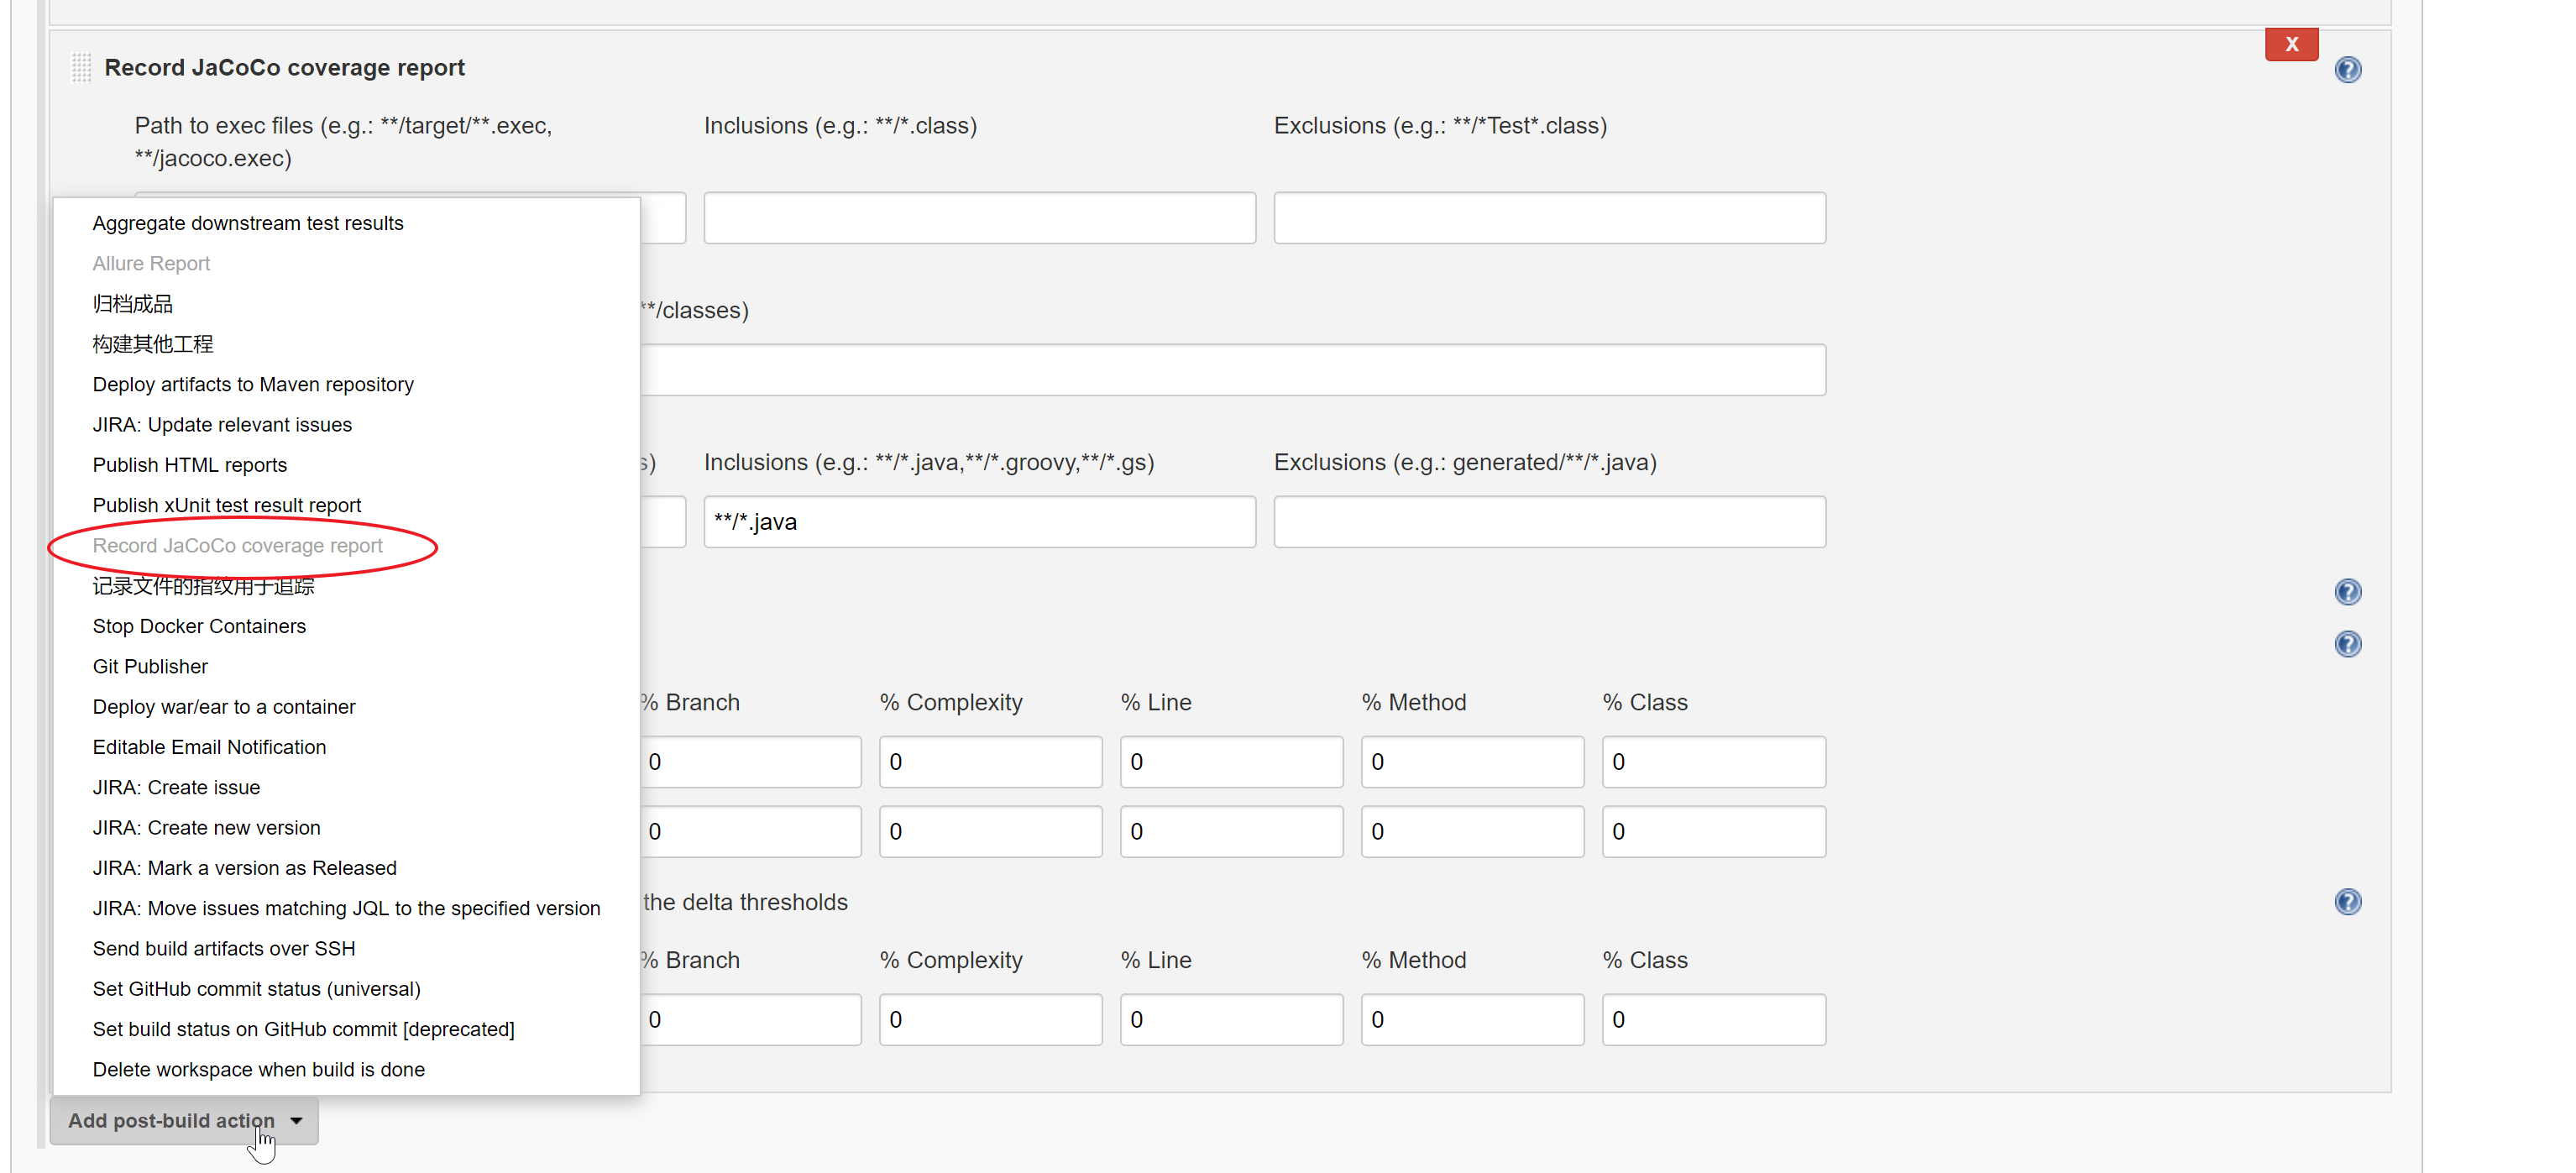 X
Record JaCoCo coverage report
Path to exec files (e.g.: **/target/**.exec,
**/jacoco.exec)
Inclusions (e.g.: **/*.class)
Exclusions (e.g.: **/*Test*.class)
Aggregate downstream test results
Allure Report
归档成品
构建其他工程
Deploy artifacts to Maven repository
JIRA: Update relevant issues
Publish HTML reports
Publish xUnit test result report
Record JaCoCo coverage report
记录文件的指纹用于追踪
Stop Docker Containers
Git Publisher
Deploy war/ear to a container
Editable Email Notification
JIRA: Create issue
JIRA: Create new version
JIRA: Mark a version as Released
JIRA: Move issues matching JQL to the specified version
Send build artifacts over SSH
Set GitHub commit status (universal)
Set build status on GitHub commit [deprecated]
Delete workspace when build is done
**/classes)
s) Inclusions (e.g.: **/*.java,**/*.groovy,**/*.gs) Exclusions (e.g.: generated/**/*.java)
**/*.java
% Branch % Complexity % Line % Method % Class
0 0 0 0 0
0 0 0 0 0
the delta thresholds
% Branch % Complexity % Line % Method % Class
0 0 0 0 0
Add post-build action